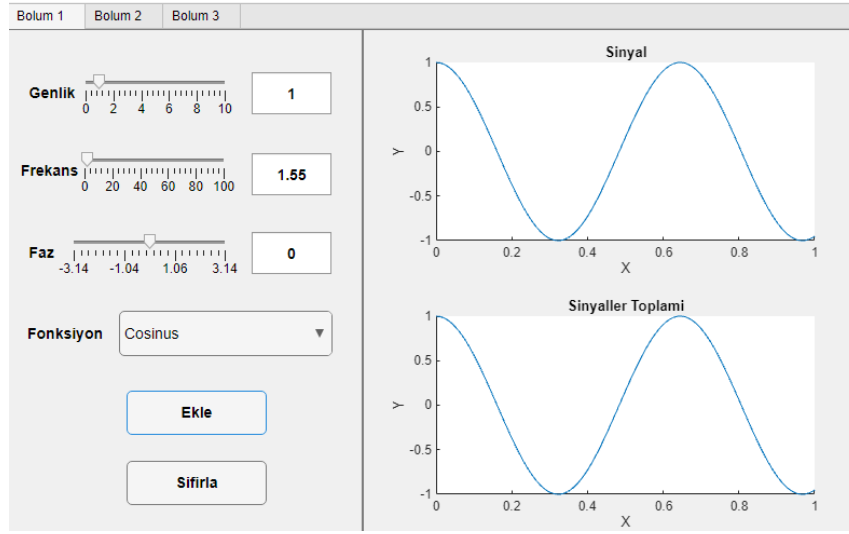 Bolum 1 Bolum 2 Bolum 3
Genlik
0 2 4 6 8 10
1
Frekans
0 20 40 60 80 100
1.55
Faz
-3.14 -1.04 1.06 3.14
0
Fonksiyon
Cosinus
Ekle
Sifirla
Sinyal
1
0.5
0
-0.5
-1
Y
0 0.2 0.4 0.6 0.8 1
X
Sinyaller Toplami
1
0.5
0
-0.5
-1
Y
0 0.2 0.4 0.6 0.8 1
X